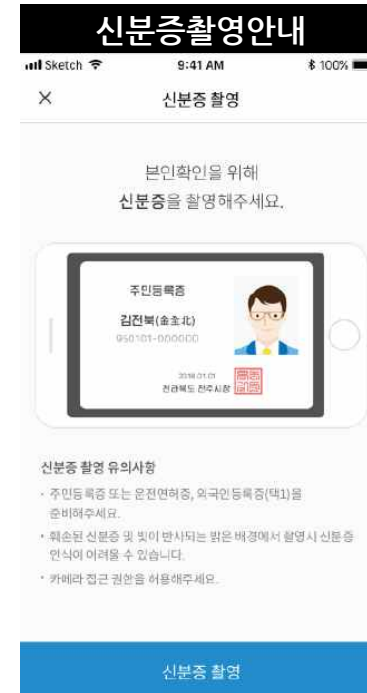 신분증촬영안내
Sketch 9:41 AM 100%
신분증 촬영
본인확인을 위해
신분증을 촬영해주세요.
주민등록증
김전북(金全北)
950101-000000
2018.01.01
전라북도 전주시장
신분증 촬영 유의사항
· 주민등록증 또는 운전면허증, 외국인등록증(택1)을
준비해주세요.
· 훼손된 신분증 및 빛이 반사되는 밝은 배경에서 촬영시 신분증
인식이 어려울 수 있습니다.
· 카메라 접근 권한을 허용해주세요.
신분증 촬영